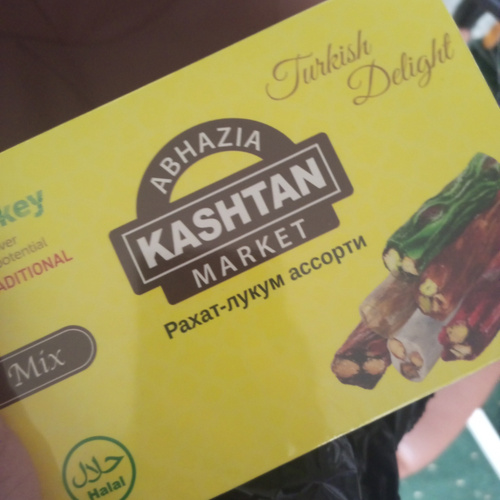 Turkish
Delight
ABHAZIA
KASHTAN
MARKET
Рахат-лукум ассорти
key
ver
potential
ADITIONAL
Mix
حلال
Halal